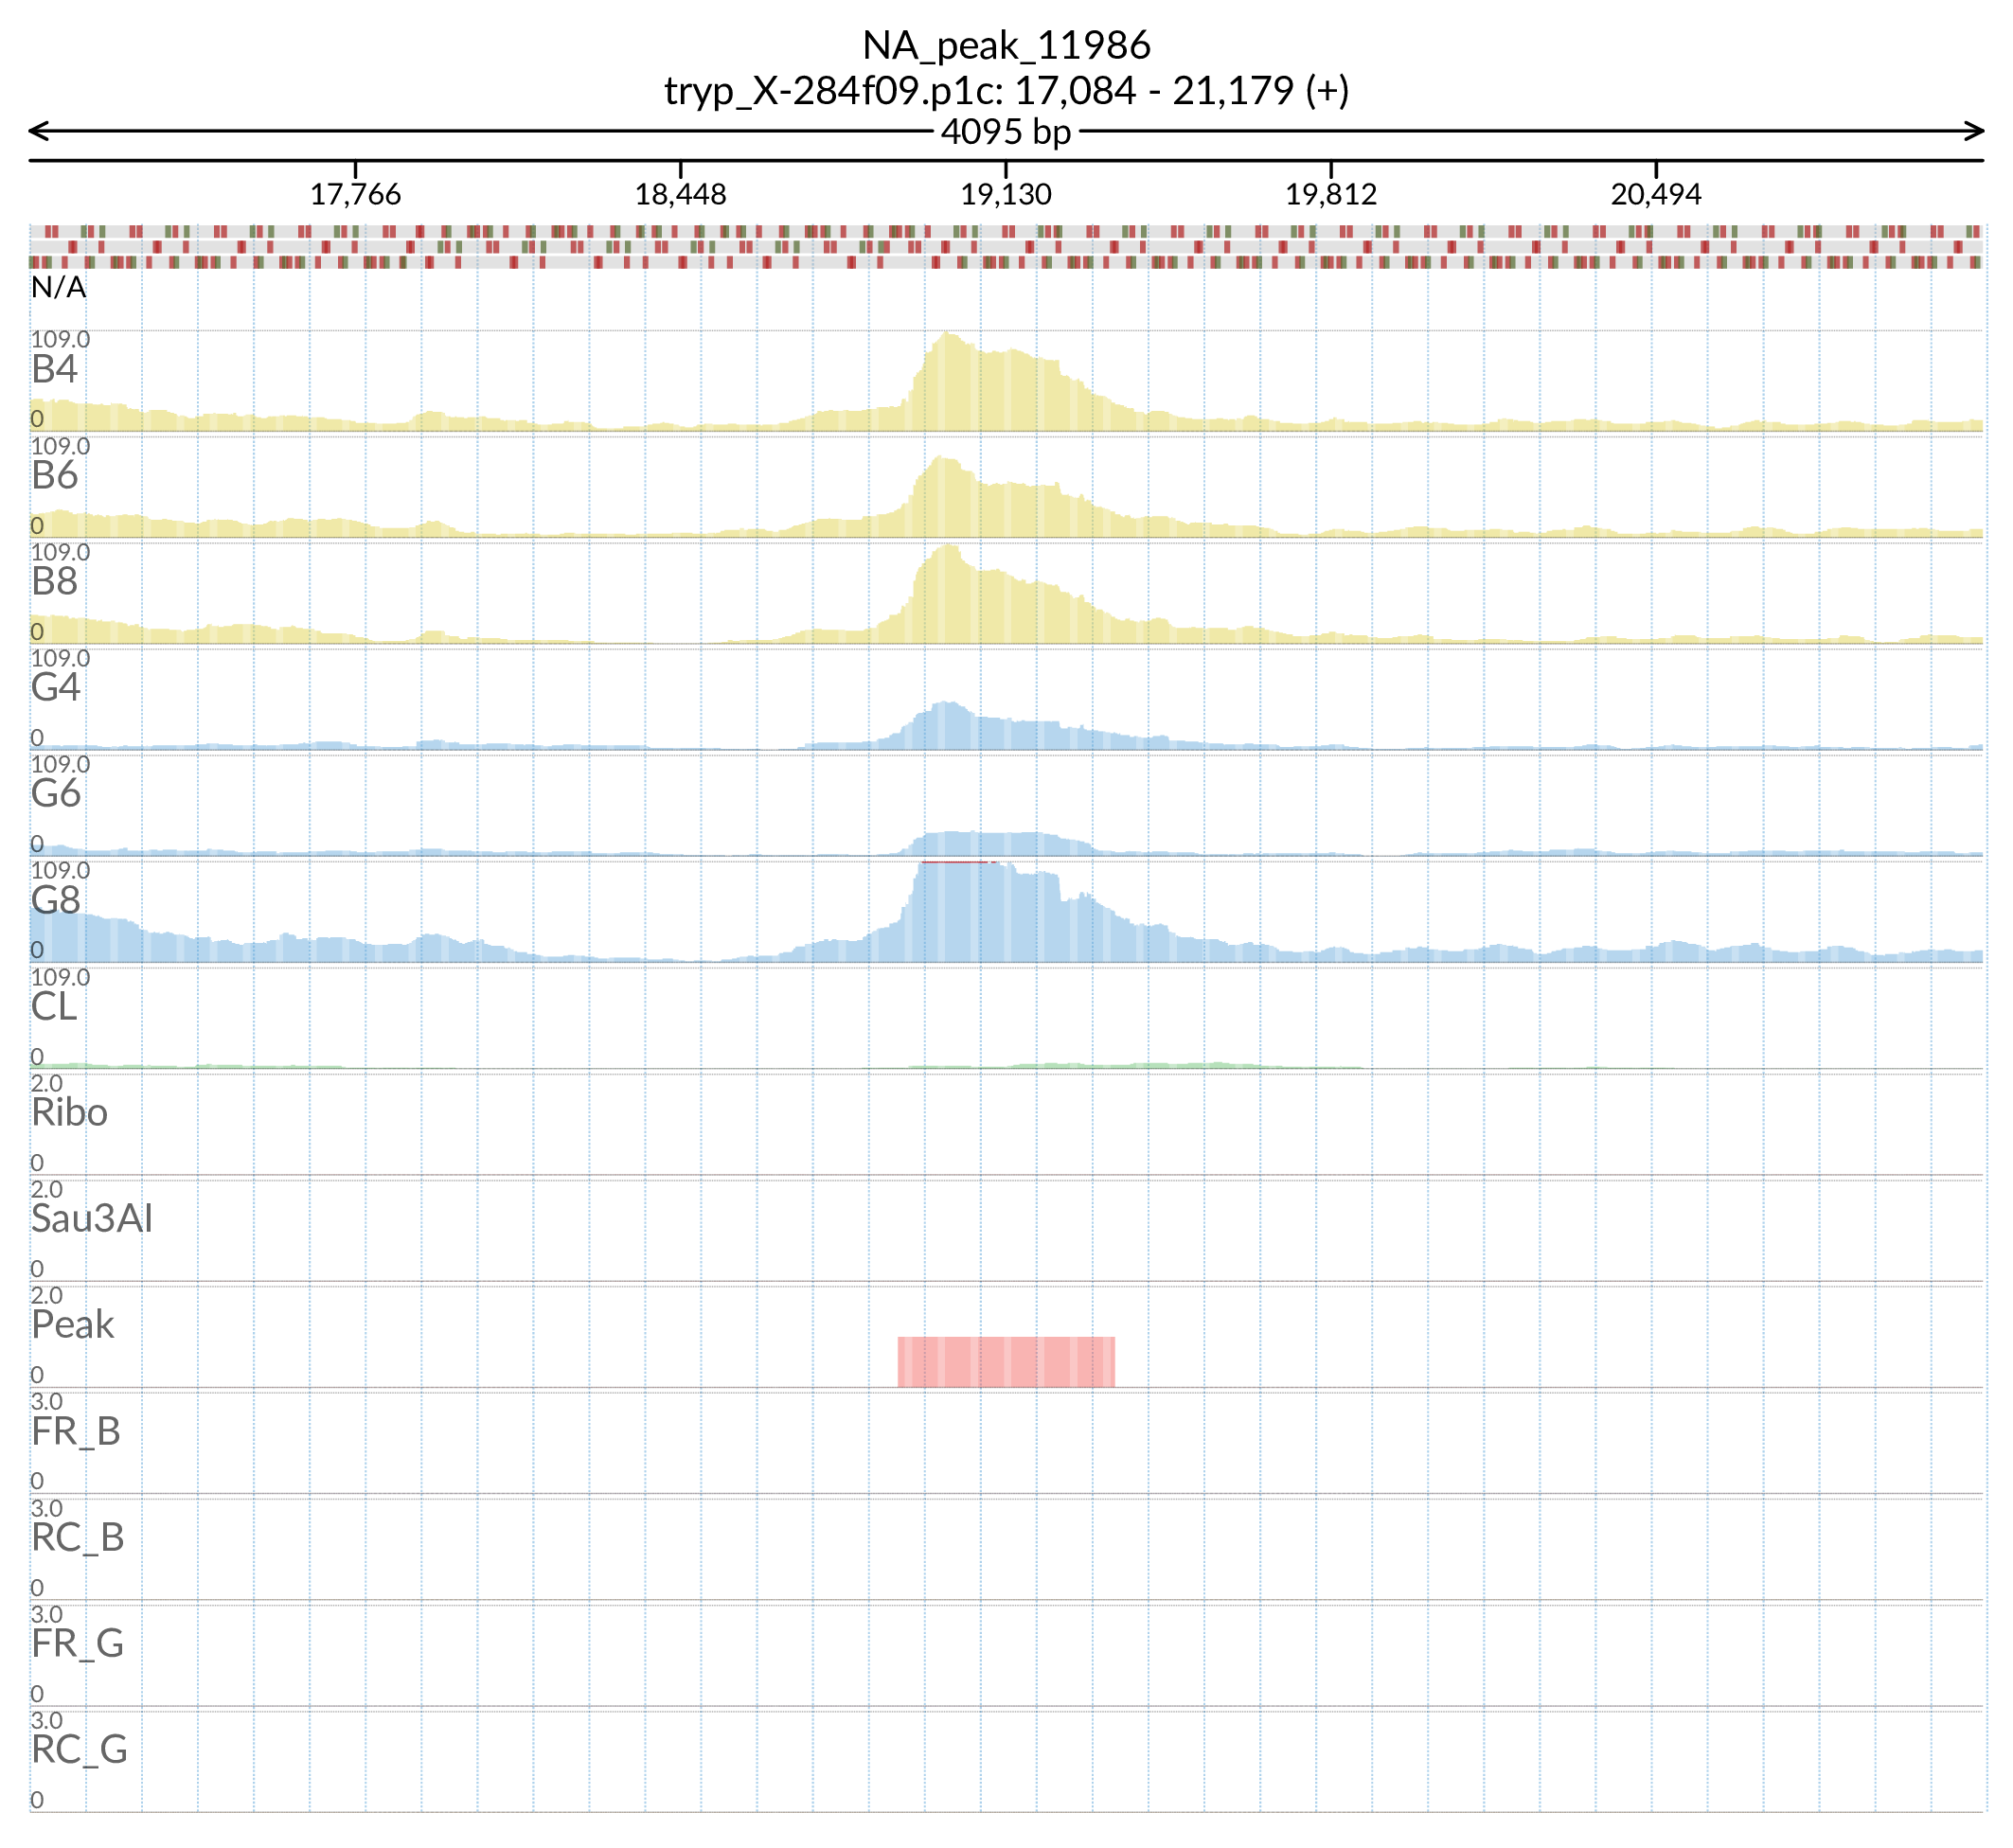 NA_peak_11986
tryp_X-284f09.p1c: 17,084 - 21,179 (+)
4095 bp
17,766 18,448 19,130 19,812 20,494
N/A
109.0
B4
0
109.0
B6
0
109.0
B8
0
109.0
G4
0
109.0
G6
0
109.0
G8
0
109.0
CL
0
2.0
Ribo
0
2.0
Sau3AI
0
2.0
Peak
0
3.0
FR_B
0
3.0
RC_B
0
3.0
FR_G
0
3.0
RC_G
0